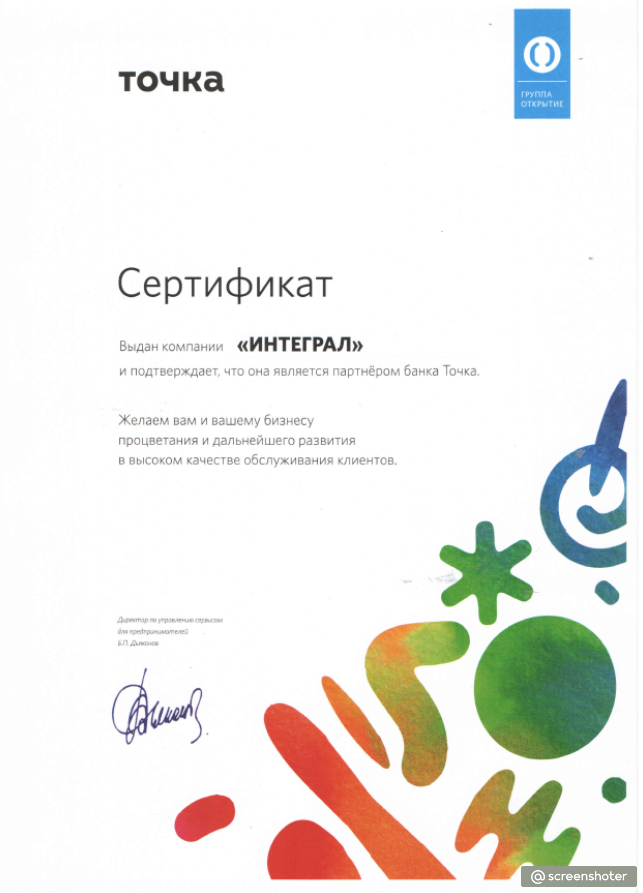 точка
ГРУППА
ОТКРЫТИЕ
Сертификат
Выдан компании «ИНТЕГРАЛ»
и подтверждает, что она является партнёром банка Точка.
Желаем вам и вашему бизнесу
процветания и дальнейшего развития
в высоком качестве обслуживания клиентов.
Директор по управлению сервисом
для предпринимателей
Б.П. Дьяконов
@screenshoter